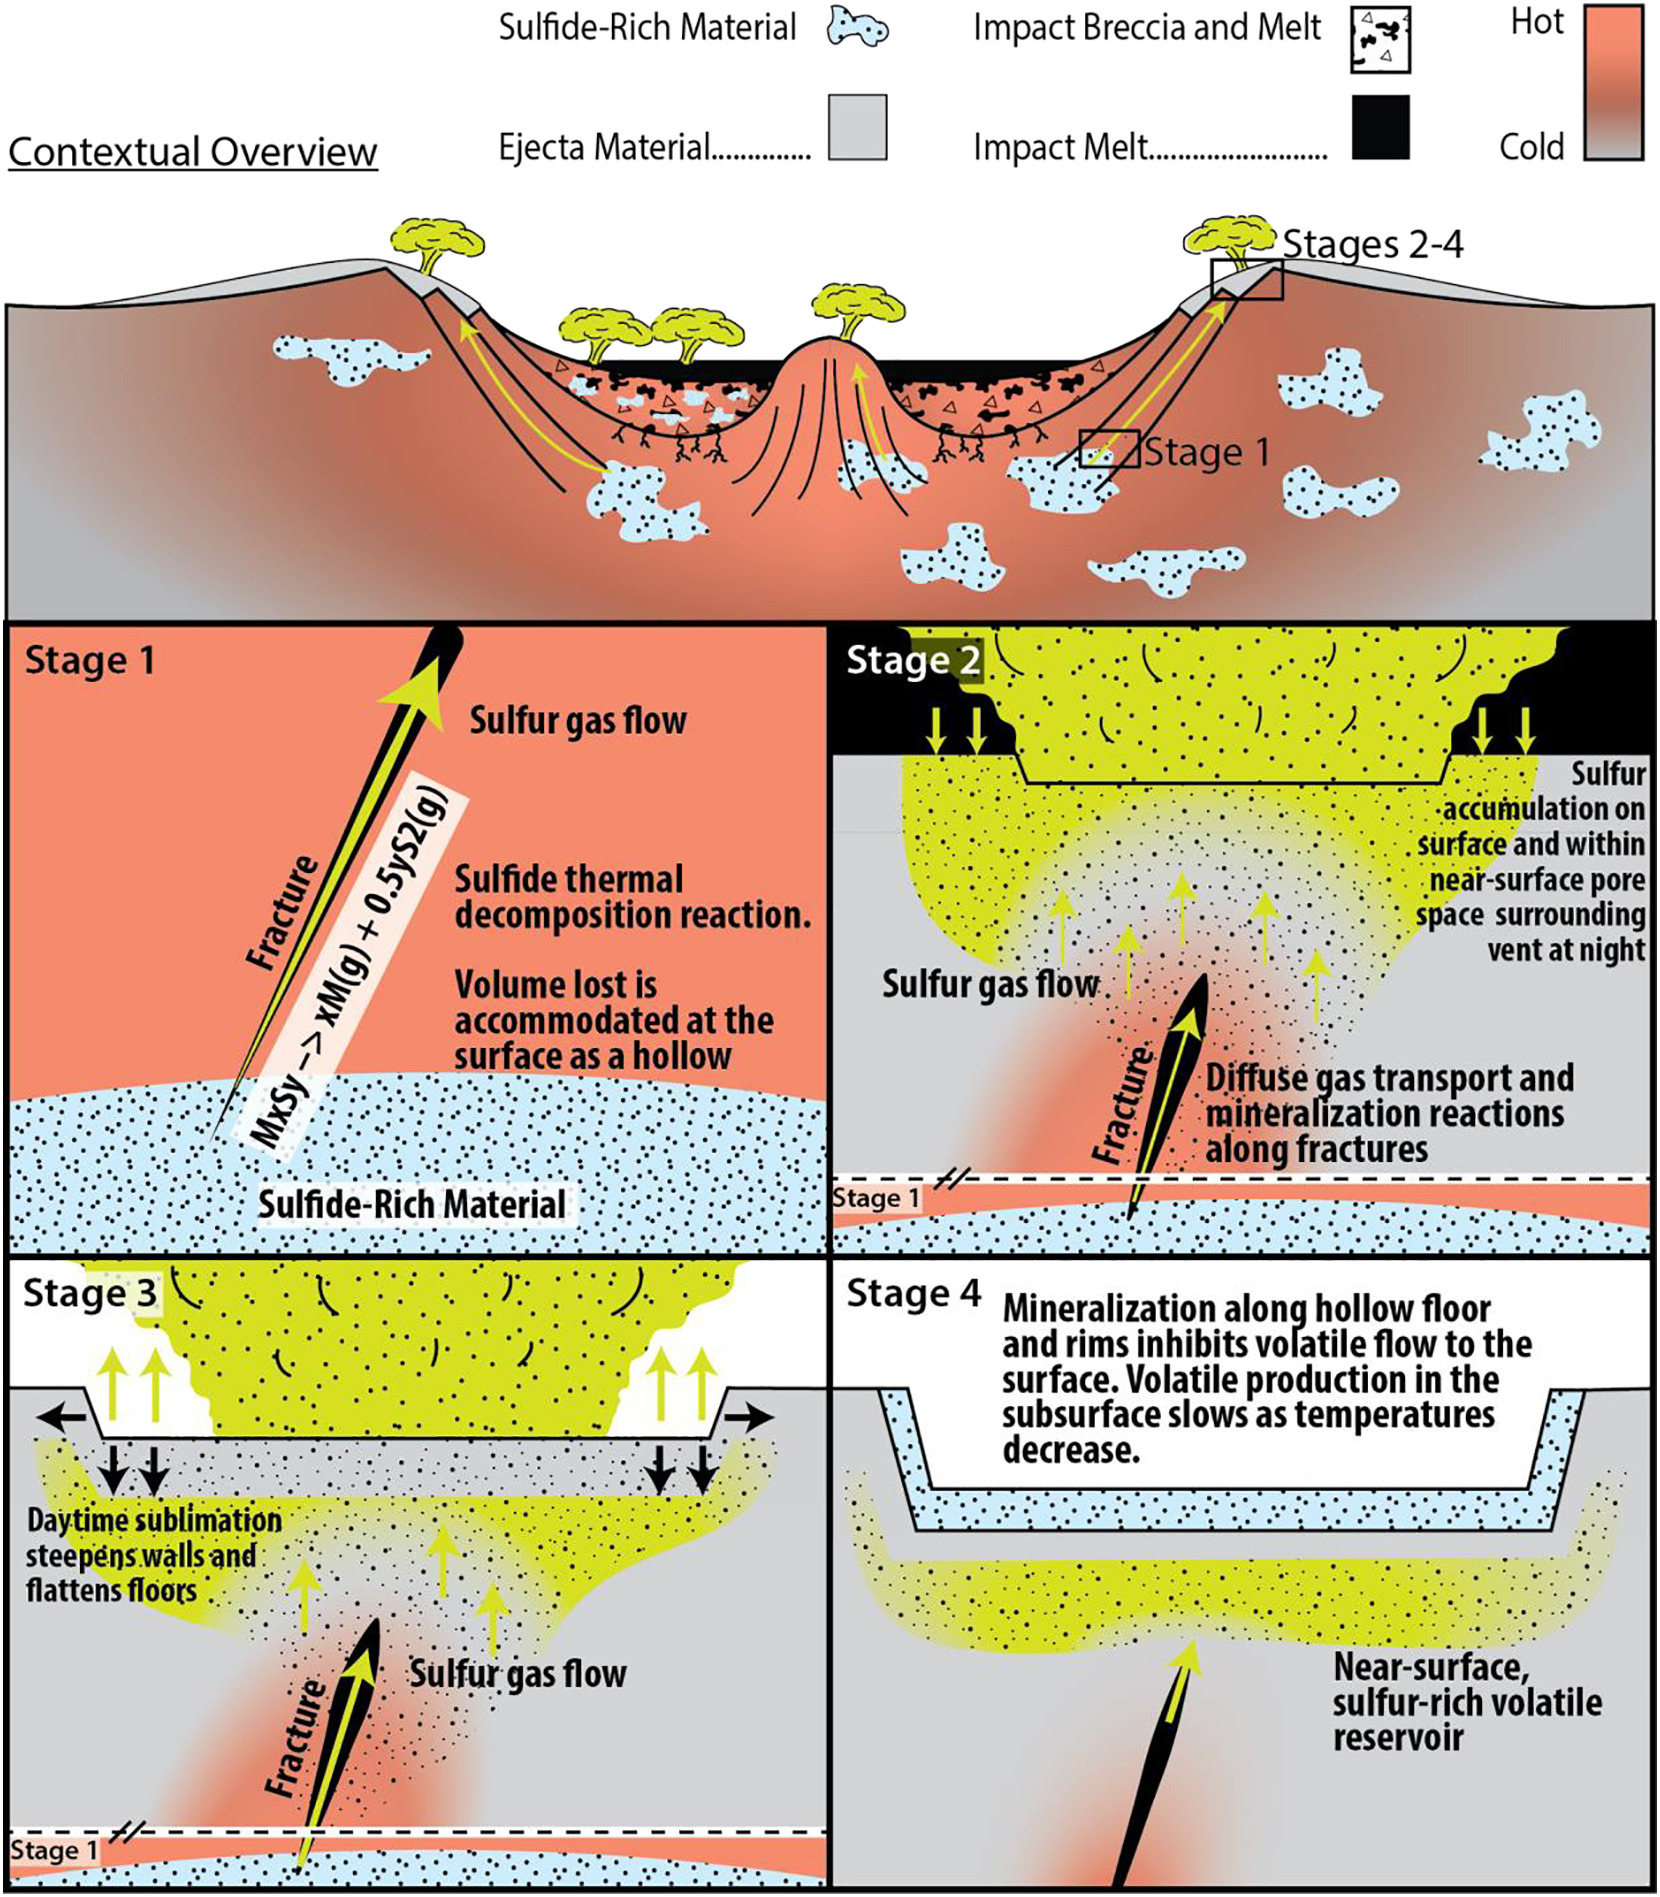 Sulfide-Rich Material
Impact Breccia and Melt
Hot
Ejecta Material..............
Impact Melt..........................
Cold
Contextual Overview
Stages 2-4
Stage 1
Stage 1
Sulfur gas flow
Fracture
MxSy –> xM(g) + 0.5yS2(g)
Sulfide thermal
decomposition reaction.
Volume lost is
accommodated at the
surface as a hollow
Sulfide-Rich Material
Stage 2
Sulfur
accumulation on
surface and within
near-surface pore
space surrounding
vent at night
Sulfur gas flow
Fracture
Diffuse gas transport and
mineralization reactions
along fractures
Stage 1
Stage 3
Daytime sublimation
steepens walls and
flattens floors
Sulfur gas flow
Fracture
Stage 1
Stage 4
Mineralization along hollow floor
and rims inhibits volatile flow to the
surface. Volatile production in the
subsurface slows as temperatures
decrease.
Near-surface,
sulfur-rich volatile
reservoir